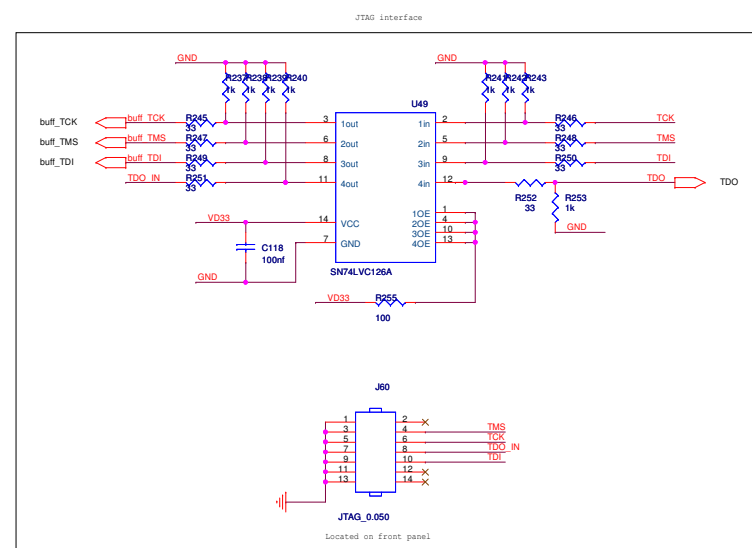 JTAG interface
GND
GND
R237 R238 R239 R240
1k 1k 1k 1k
R241 R242 R243
1k 1k 1k
U49
buff_TCK buff_TCK R245 33 3 1out 1in 2 R246 33 TCK
buff_TMS buff_TMS R247 33 6 2out 2in 5 R248 33 TMS
buff_TDI buff_TDI R249 33 8 3out 3in 9 R250 33 TDI
TDO_IN R251 33 11 4out 4in 12 TDO TDO
R252 33 R253 1k
GND
1OE 1
2OE 4
3OE 10
4OE 13
VD33 14 VCC
7 GND
C118
100nf
GND
SN74LVC126A
VD33 R255
100
J60
1 2
3 4 TMS
5 6 TCK
7 8 TDO_IN
9 10 TDI
11 12
13 14
JTAG_0.050
Located on front panel